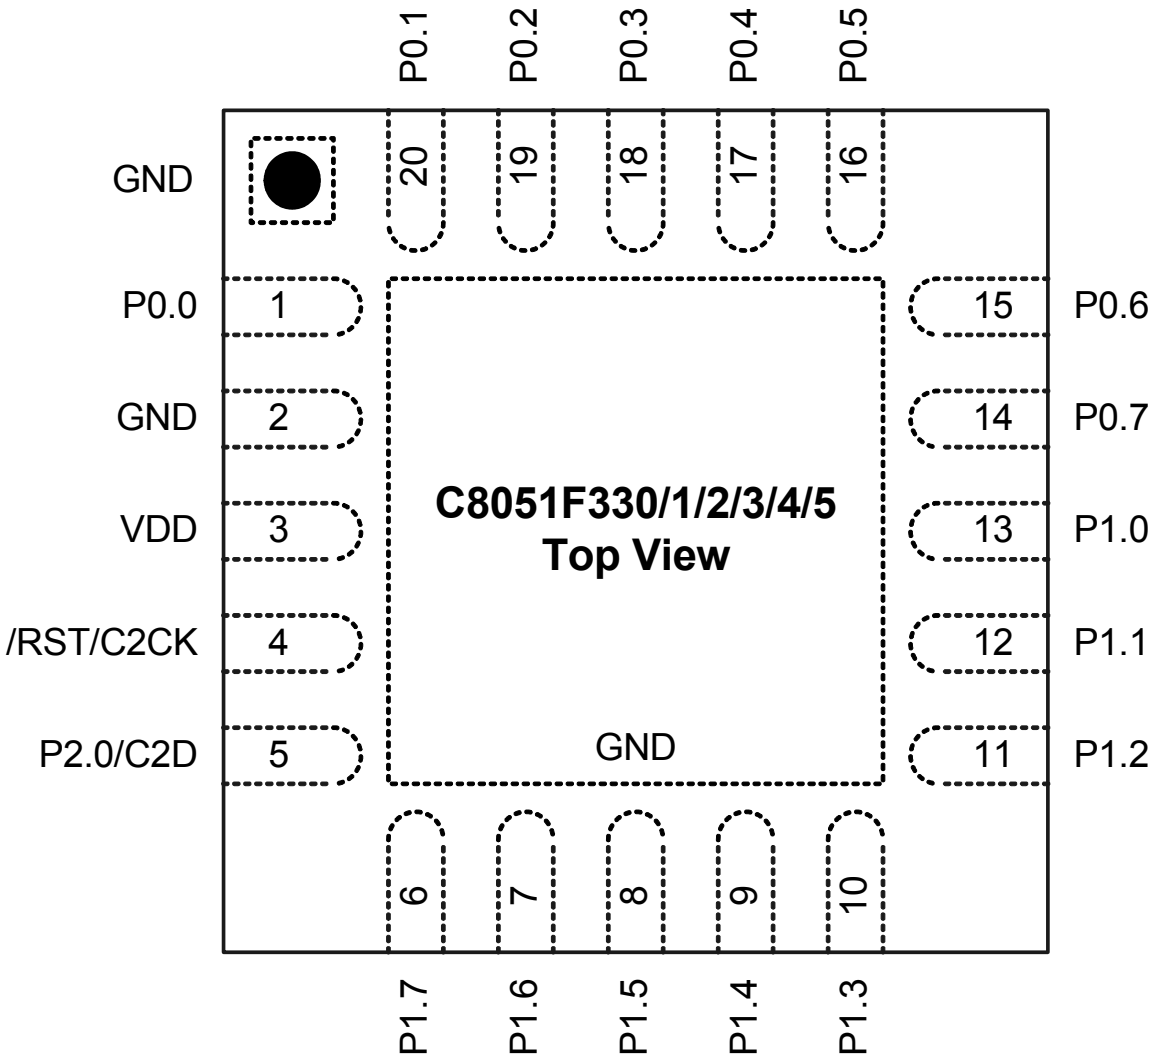 P0.1
P0.2
P0.3
P0.4
P0.5
20
19
18
17
16
GND
P0.0
1
15
P0.6
GND
2
14
P0.7
C8051F330/1/2/3/4/5
Top View
VDD
3
13
P1.0
/RST/C2CK
4
12
P1.1
P2.0/C2D
5
GND
11
P1.2
6
7
8
9
10
P1.7
P1.6
P1.5
P1.4
P1.3